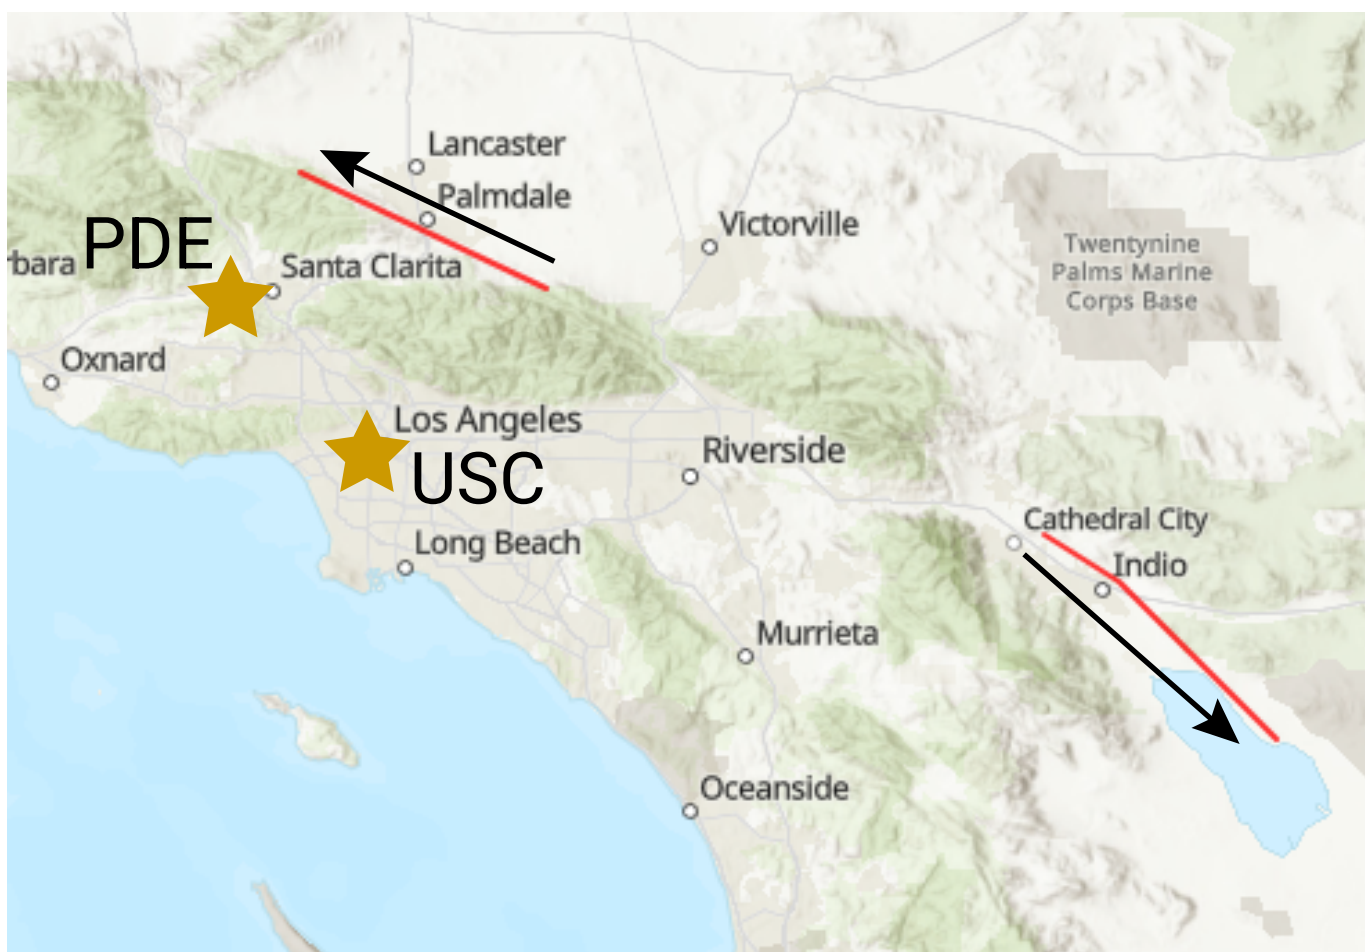 Lancaster
Palmdale
PDE
Victorville
rbara
Santa Clarita
Twentynine
Palms Marine
Corps Base
Oxnard
Los Angeles
USC
Riverside
Cathedral City
Long Beach
Indio
Murrieta
Oceanside